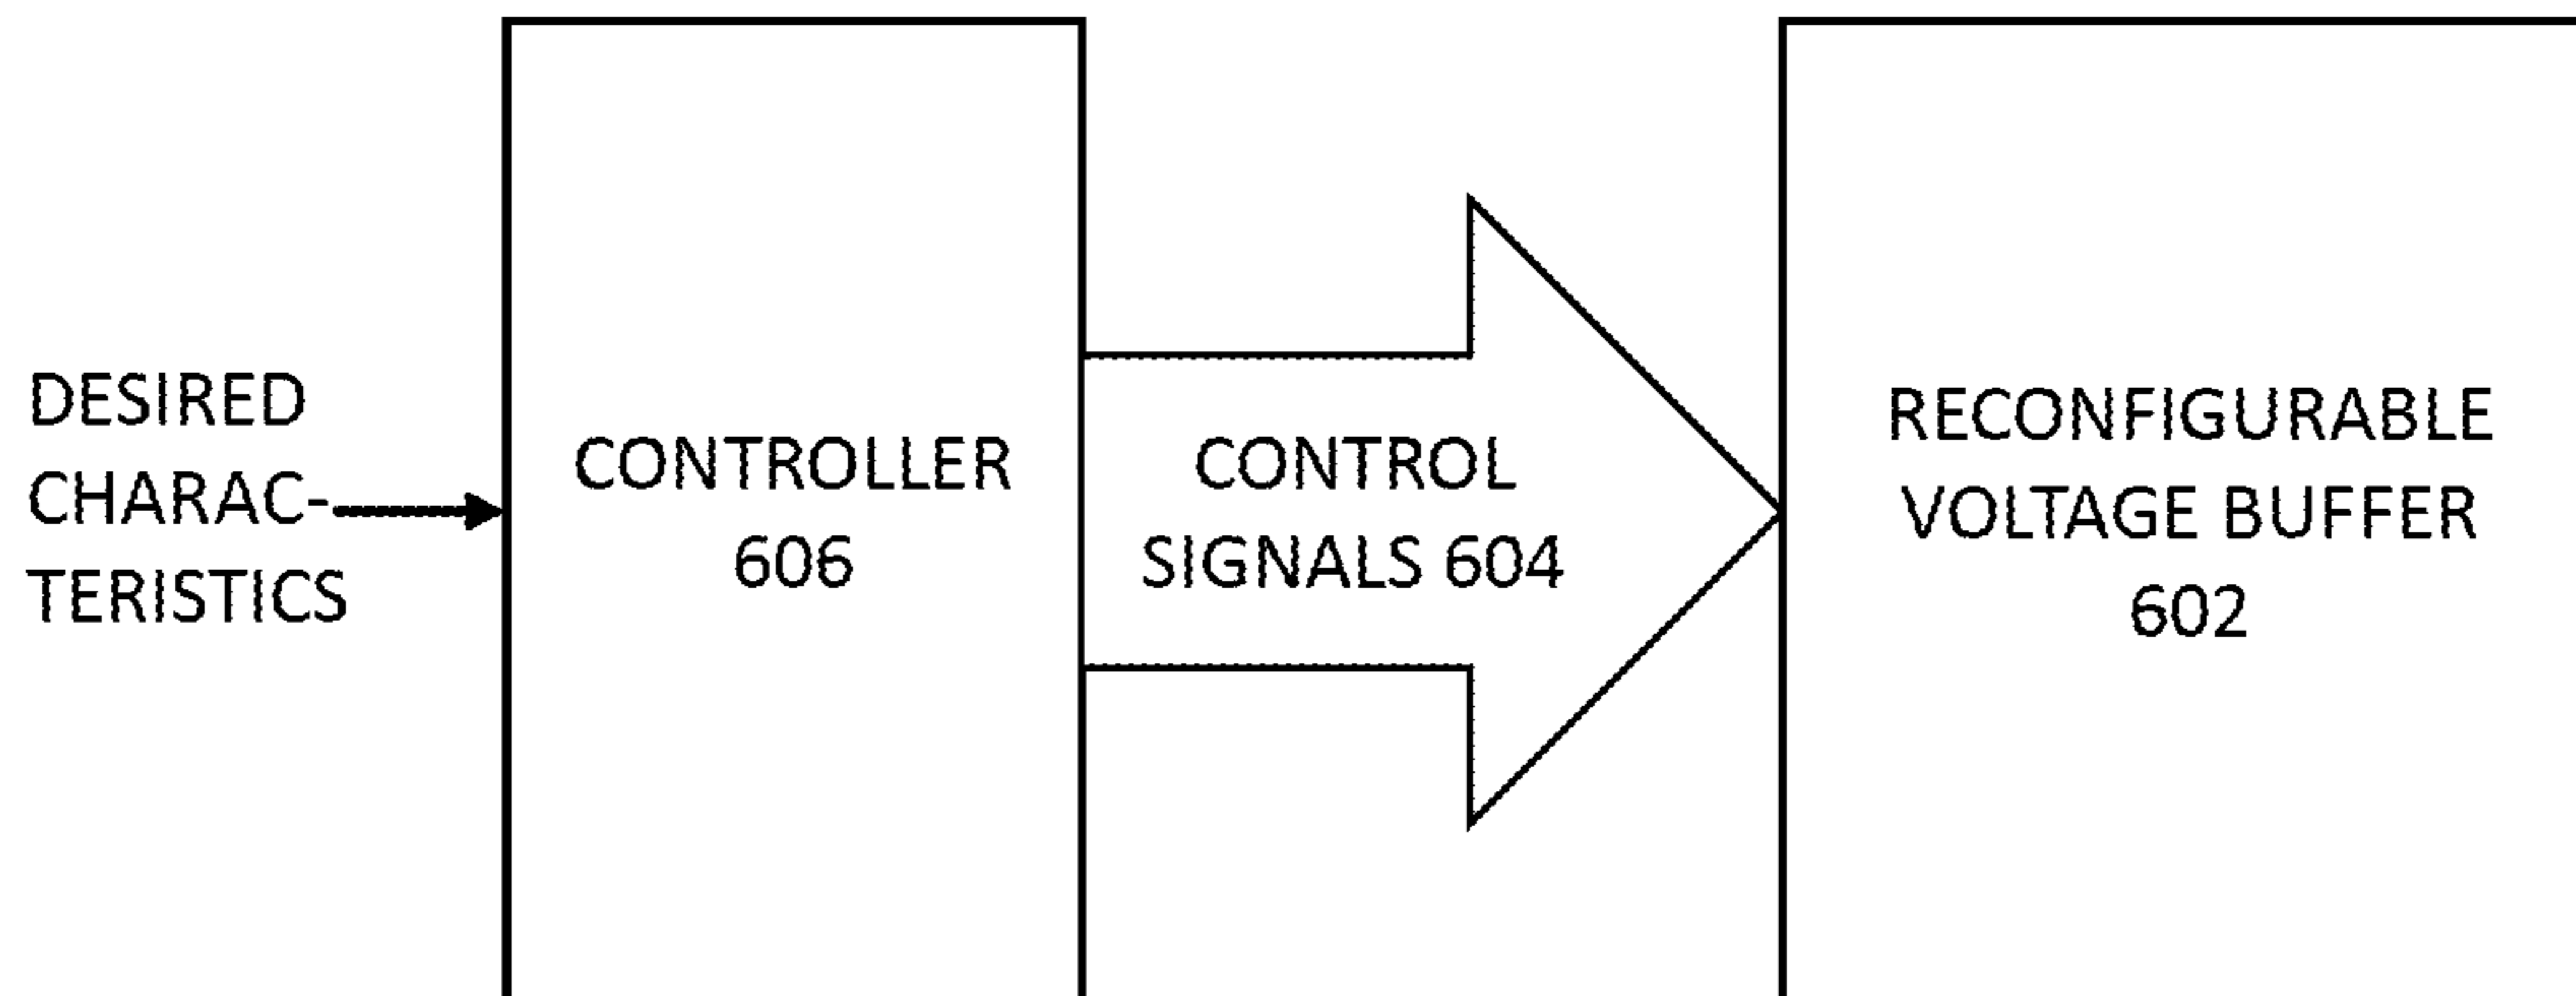 DESIRED
CHARAC-
TERISTICS
CONTROLLER
606
CONTROL
SIGNALS 604
RECONFIGURABLE
VOLTAGE BUFFER
602